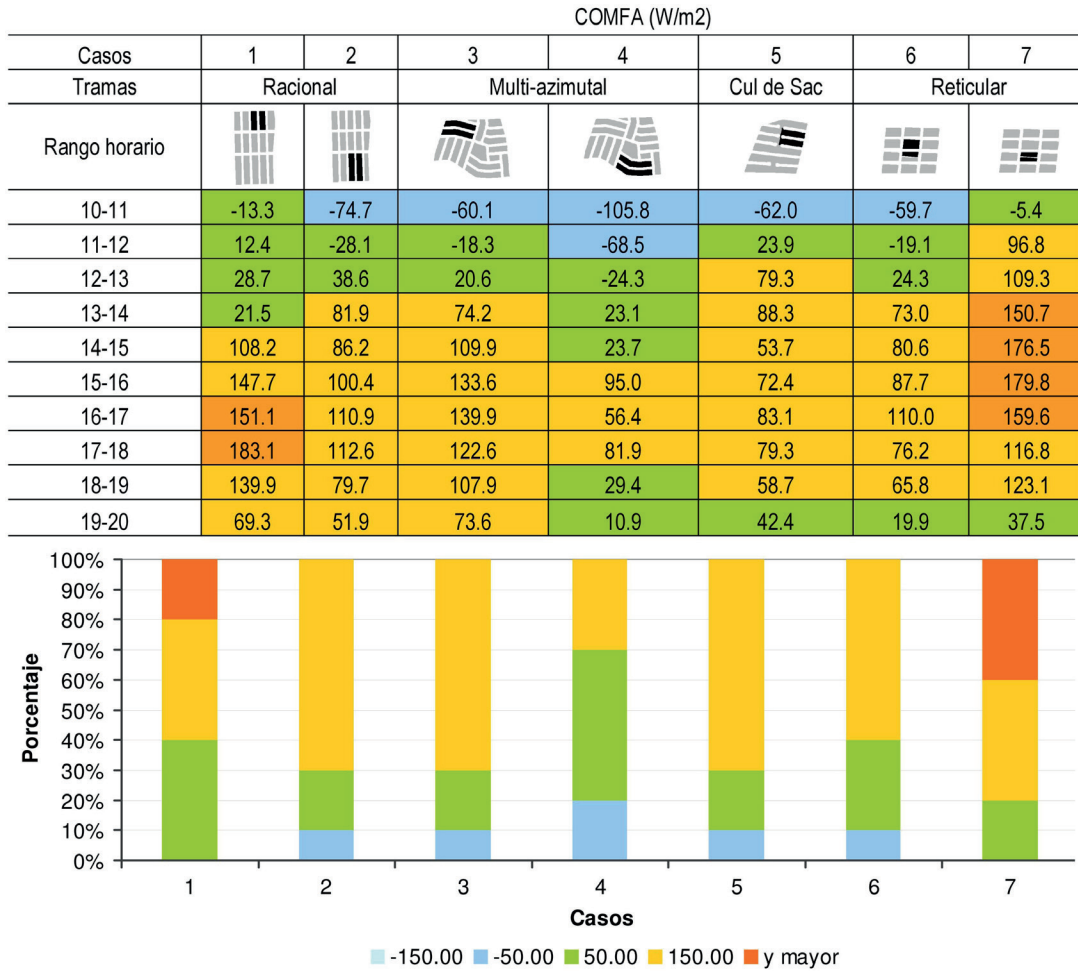 COMFA (W/m2)
Casos 1 2 3 4 5 6 7
Tramas Racional Multi-azimutal Cul de Sac Reticular
Rango horario
10-11 -13.3 -74.7 -60.1 -105.8 -62.0 -59.7 -5.4
11-12 12.4 -28.1 -18.3 -68.5 23.9 -19.1 96.8
12-13 28.7 38.6 20.6 -24.3 79.3 24.3 109.3
13-14 21.5 81.9 74.2 23.1 88.3 73.0 150.7
14-15 108.2 86.2 109.9 23.7 53.7 80.6 176.5
15-16 147.7 100.4 133.6 95.0 72.4 87.7 179.8
16-17 151.1 110.9 139.9 56.4 83.1 110.0 159.6
17-18 183.1 112.6 122.6 81.9 79.3 76.2 116.8
18-19 139.9 79.7 107.9 29.4 58.7 65.8 123.1
19-20 69.3 51.9 73.6 10.9 42.4 19.9 37.5
100%
90%
80%
70%
60%
50%
40%
30%
20%
10%
0%
Porcentaje
1 2 3 4 5 6 7
Casos
-150.00 -50.00 50.00 150.00 y mayor